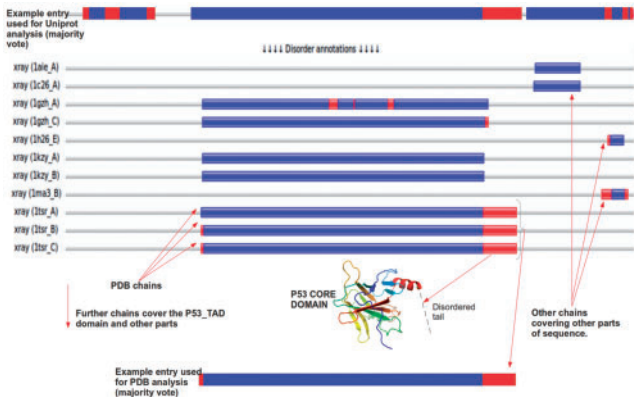 Example entry
used for Uniprot
analysis (majority
vote)
↓↓↓↓ Disorder annotations ↓↓↓↓
xray (1aie_A)
xray (1c26_A)
xray (1gzh_A)
xray (1gzh_C)
xray (1h26_E)
xray (1kzy_A)
xray (1kzy_B)
xray (1ma3_B)
xray (1tsr_A)
xray (1tsr_B)
xray (1tsr_C)
PDB chains
Further chains cover the P53_TAD
domain and other parts
P53 CORE
DOMAIN
Disordered
tail
Other chains
covering other parts
of sequence.
Example entry used
for PDB analysis
(majority vote)